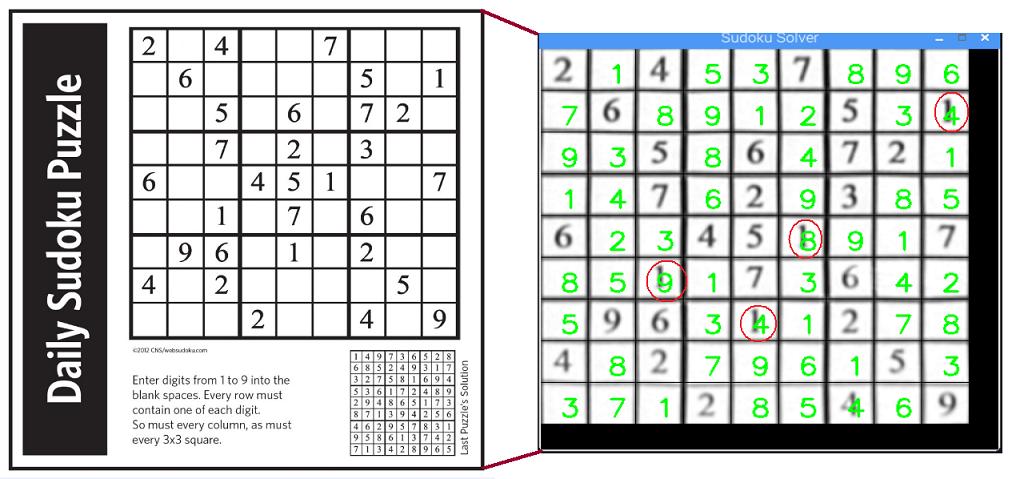 Daily Sudoku Puzzle
2 4 7
6 5 1
5 6 7 2
7 2 3
6 4 5 1 7
1 7 6
9 6 1 2
4 2 5
2 4 9
©2012 CNS/websudoku.com
Enter digits from 1 to 9 into the
blank spaces. Every row must
contain one of each digit.
So must every column, as must
every 3x3 square.
1 4 9 7 3 6 5 2 8
6 8 5 2 4 9 3 1 7
3 2 7 5 8 1 6 9 4
5 3 6 1 7 2 4 8 9
2 9 4 8 6 5 1 7 3
8 7 1 3 9 4 2 5 6
4 6 2 9 5 7 8 3 1
9 5 8 6 1 3 7 4 2
7 1 3 4 2 8 9 6 5
Last Puzzle's Solution
Sudoku Solver
2 1 4 5 3 7 8 9 6
7 6 8 9 1 2 5 3 4
9 3 5 8 6 4 7 2 1
1 4 7 6 2 9 3 8 5
6 2 3 4 5 8 9 1 7
8 5 9 1 7 3 6 4 2
5 9 6 3 4 1 2 7 8
4 8 2 7 9 6 1 5 3
3 7 1 2 8 5 4 6 9